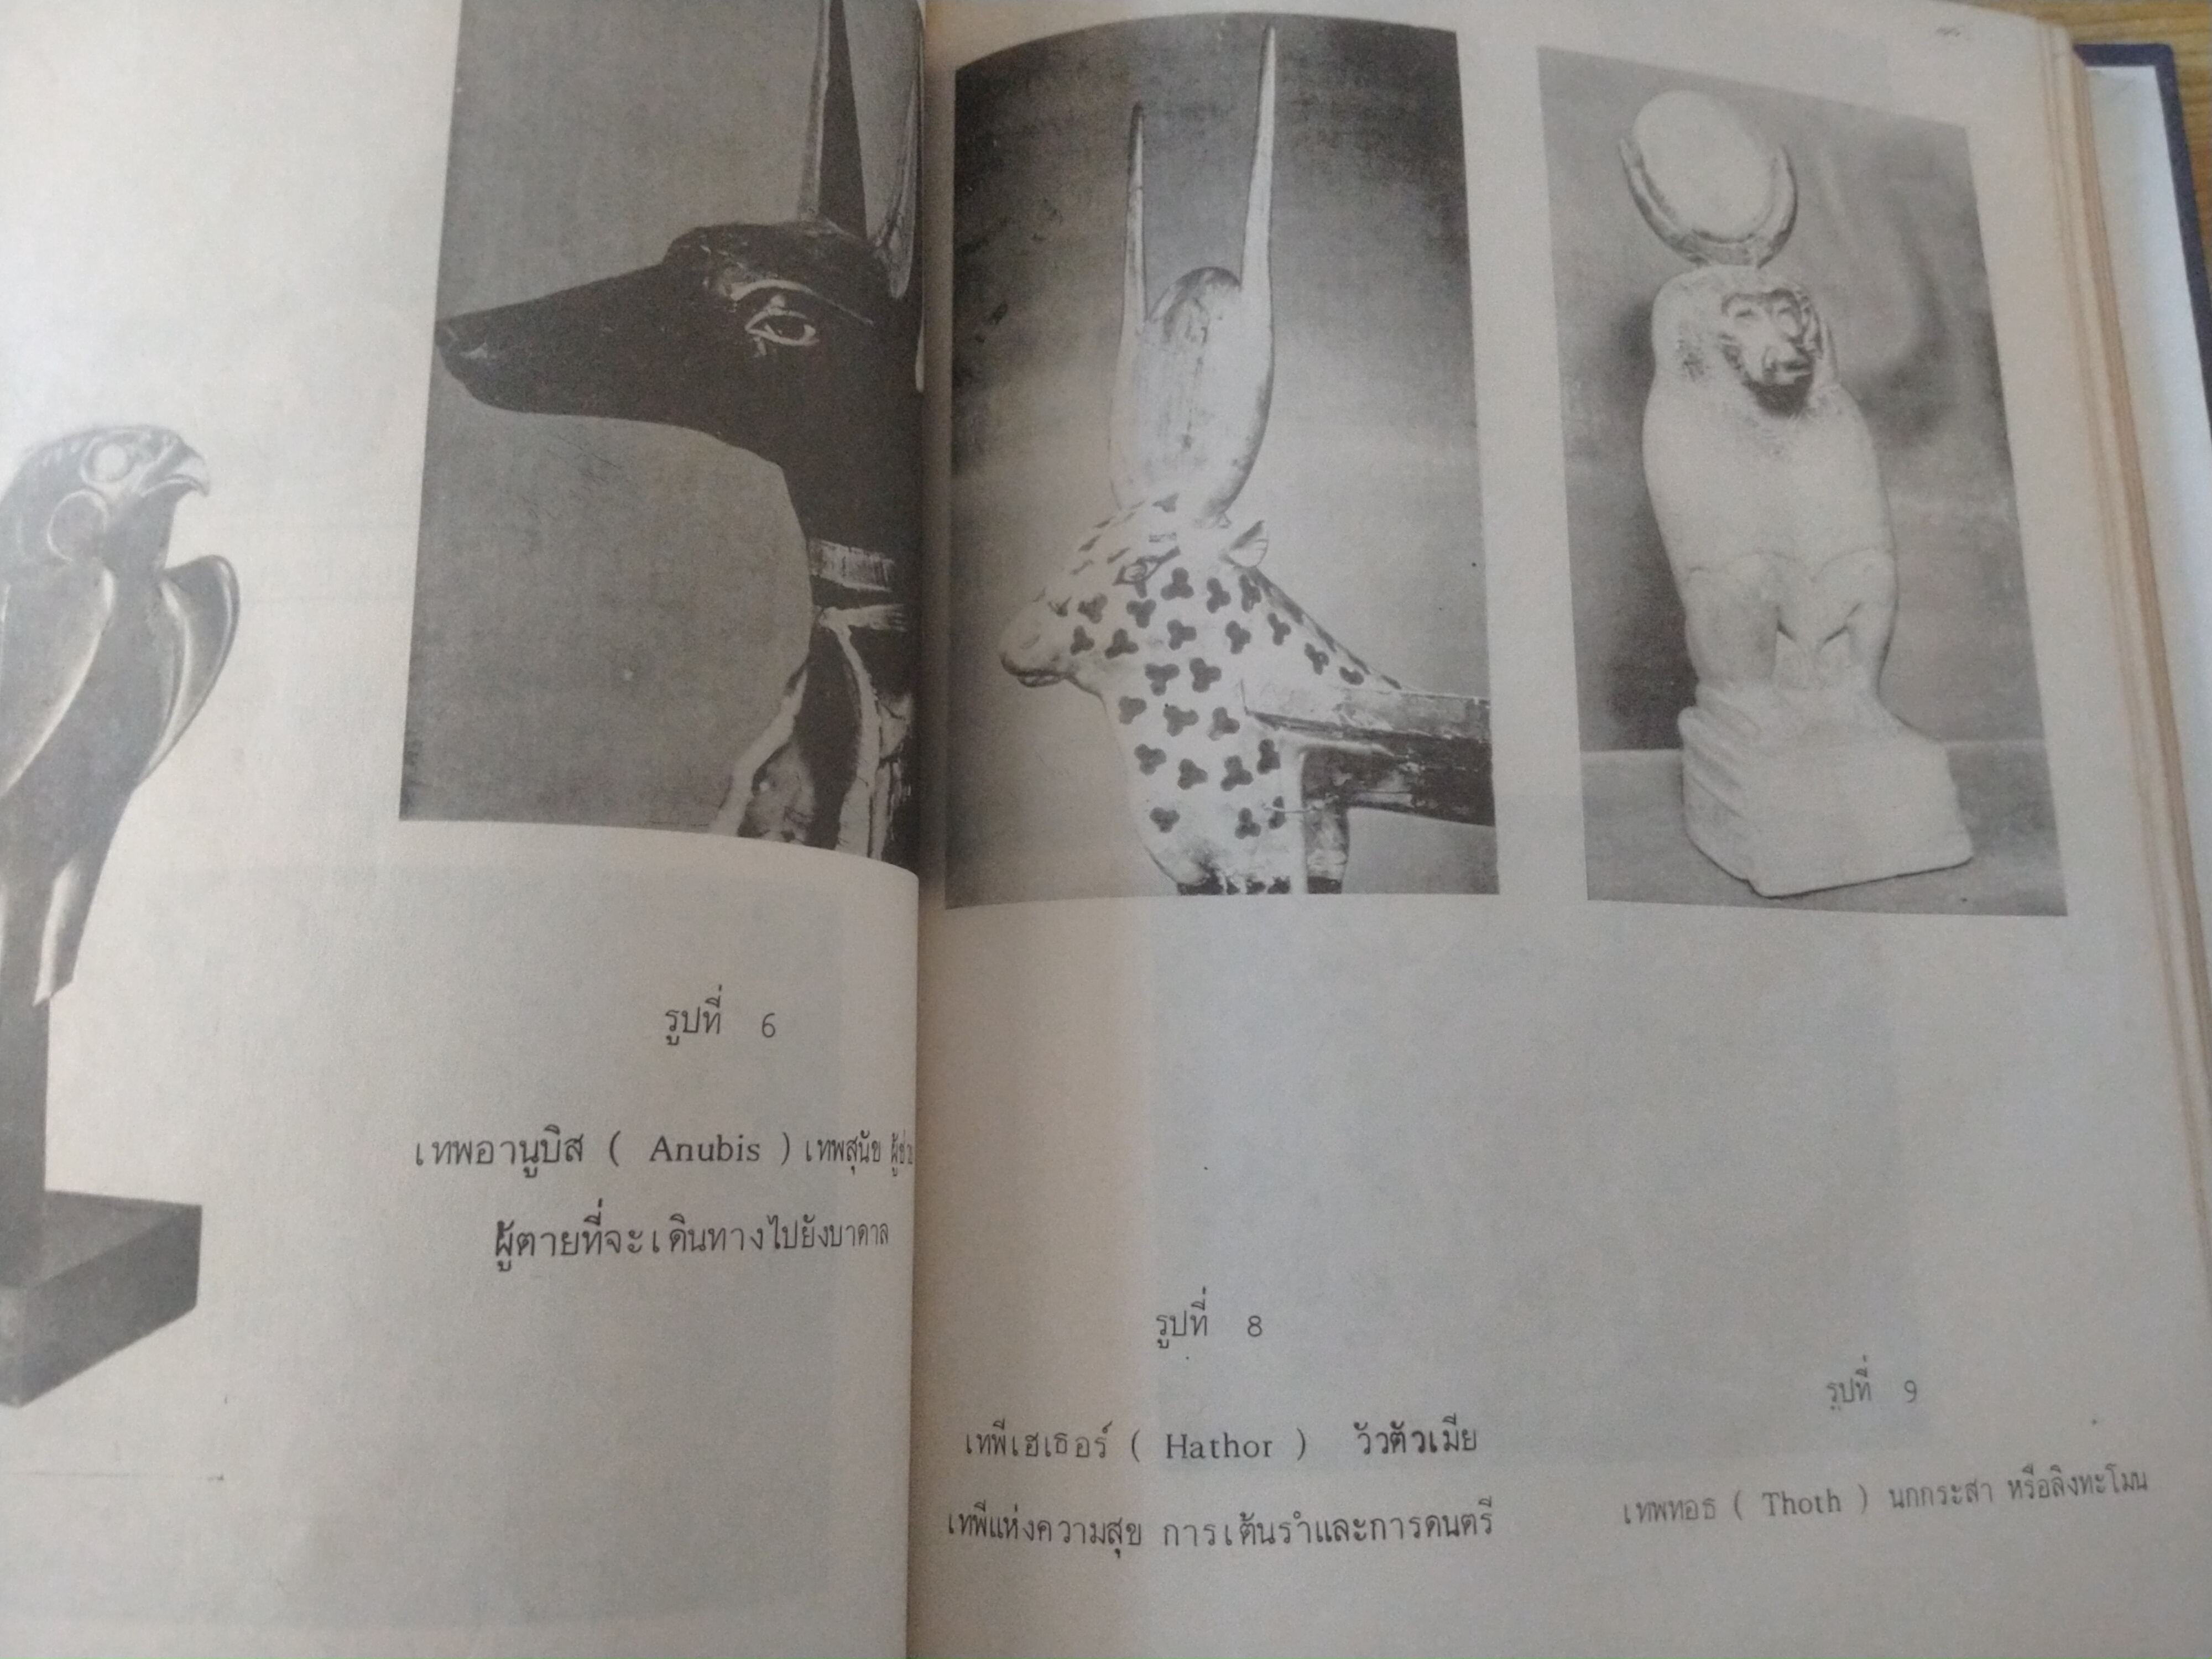 รูปที่ 6
เทพอานูบิส ( Anubis ) เทพสุนัข
ผู้ตายที่จะเดินทางไปยังบาดาล
รูปที่ 8
เทพีเฮเธอร์ ( Hathor ) วัวตัวเมีย
เทพีแห่งความสุข การเต้นรำและการดนตรี
รูปที่ 9
เทพทอธ ( Thoth ) นกกระสา หรือลิงทะโมน